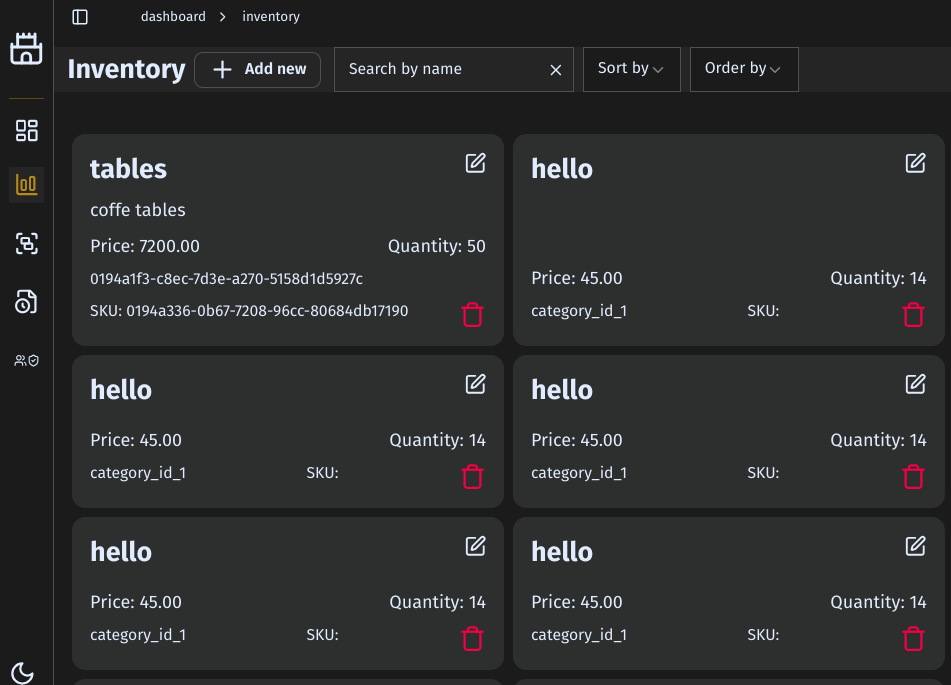 dashboard > inventory
Inventory
Add new
Search by name
Sort by
Order by
tables
coffe tables
Price: 7200.00 Quantity: 50
0194a1f3-c8ec-7d3e-a270-5158d1d5927c
SKU: 0194a336-0b67-7208-96cc-80684db17190
hello
Price: 45.00 Quantity: 14
category_id_1 SKU:
hello
Price: 45.00 Quantity: 14
category_id_1 SKU:
hello
Price: 45.00 Quantity: 14
category_id_1 SKU:
hello
Price: 45.00 Quantity: 14
category_id_1 SKU:
hello
Price: 45.00 Quantity: 14
category_id_1 SKU: